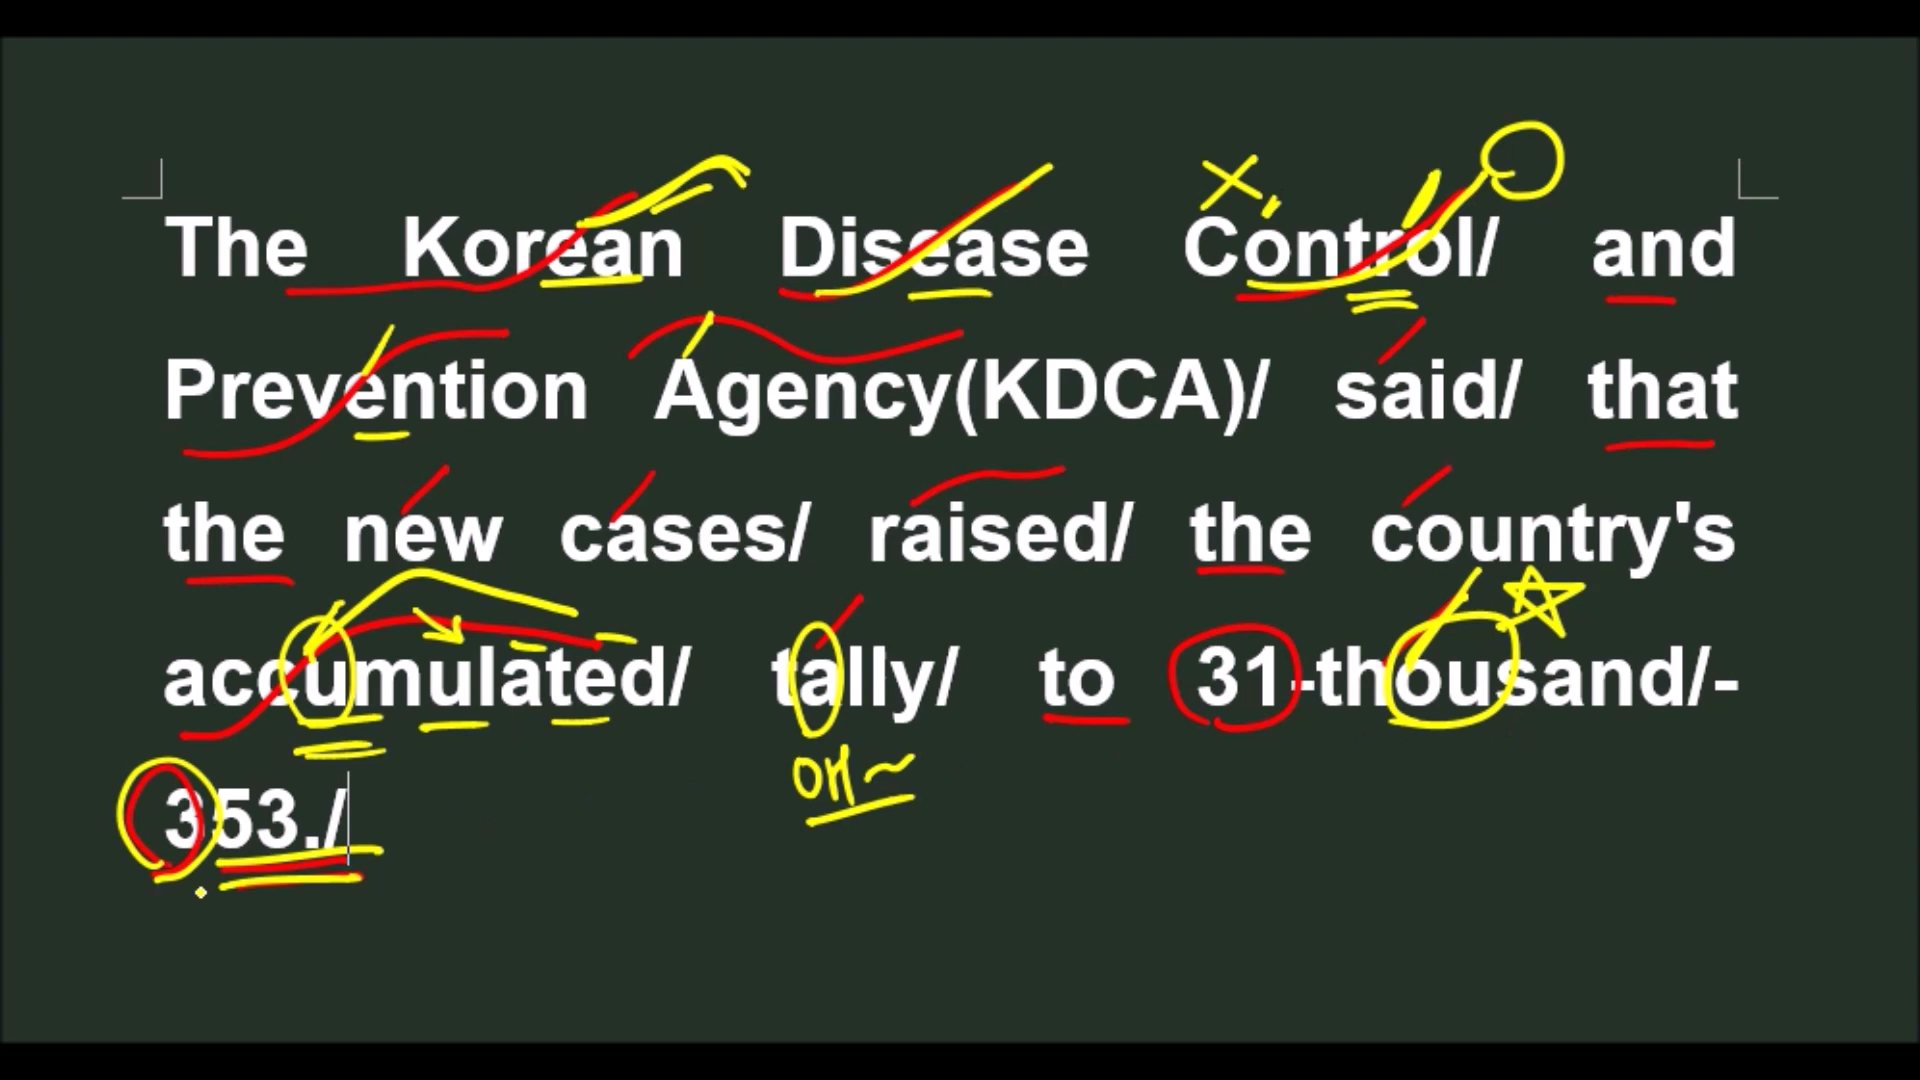 The Korean Disease Control/ and
Prevention Agency(KDCA)/ said/ that
the new cases/ raised/ the country's
accumulated/ tally/ to 31-thousand/-
353./